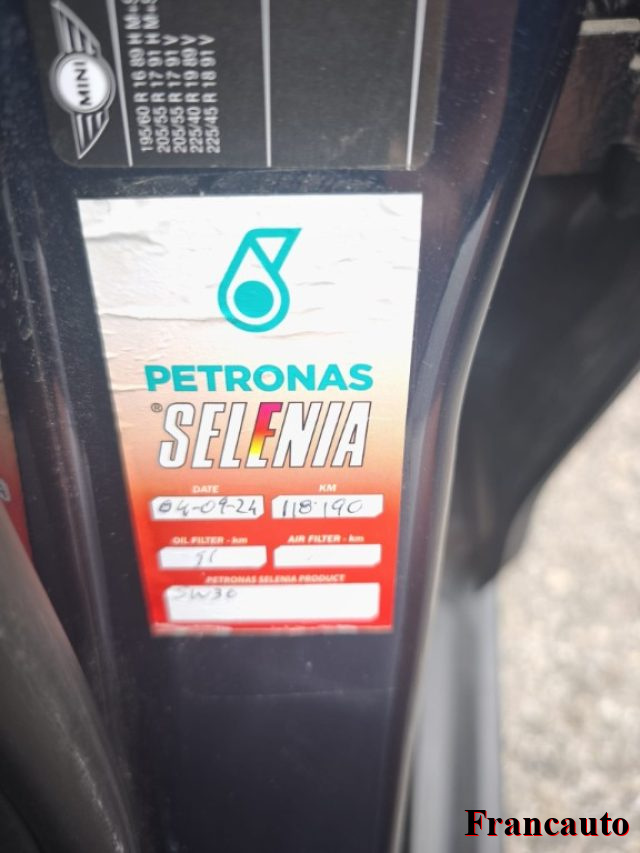 MINI
195/60 R 16 89 H M+S
205/55 R 17 91 H M+S
205/55 R 17 91 V
225/40 R 19 89 V
225/45 R 18 91 V
PETRONAS
® SELENIA
DATE KM
04-09-24 118.190
OIL FILTER - km AIR FILTER - km
PETRONAS SELENIA PRODUCT
5W30
Francauto